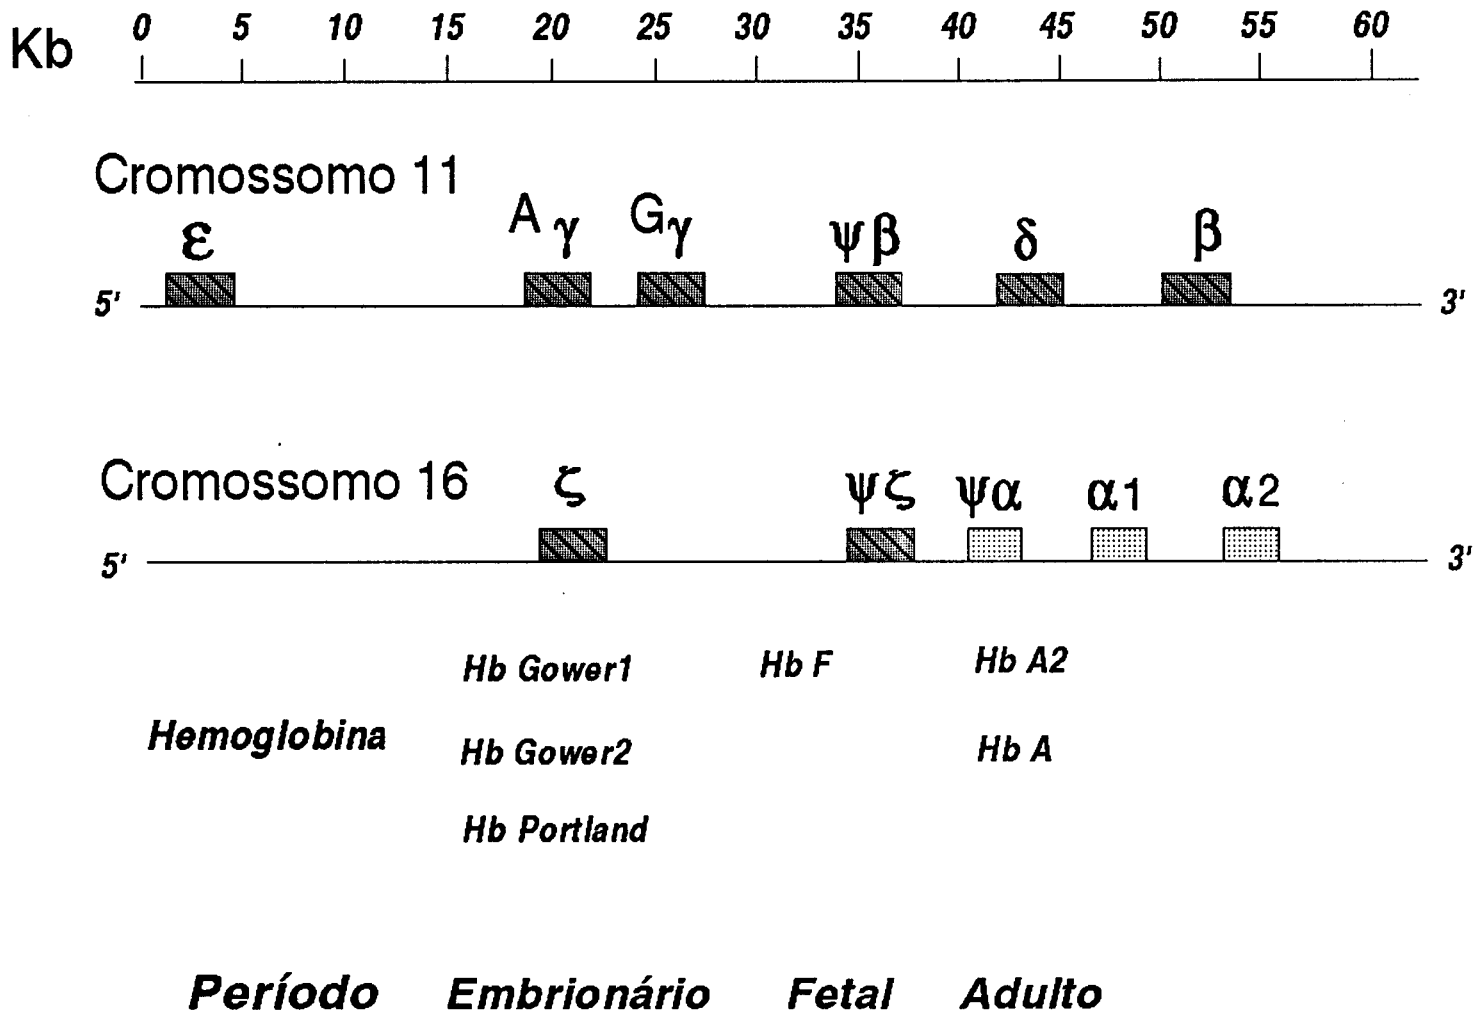 Kb 0 5 10 15 20 25 30 35 40 45 50 55 60
Cromossomo 11
ε Aγ Gγ ψβ δ β
5' 3'
Cromossomo 16 ζ ψζ ψα α1 α2
5' 3'
Hb Gower1 Hb F Hb A2
Hemoglobina
Hb Gower2 Hb A
Hb Portland
Período Embrionário Fetal Adulto